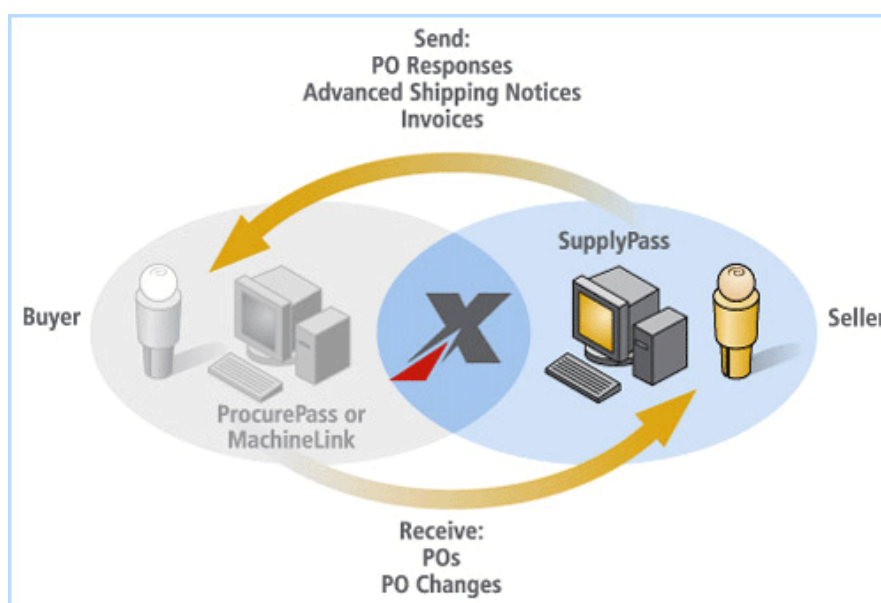 Send:
PO Responses
Advanced Shipping Notices
Invoices
SupplyPass
Buyer
Seller
X
ProcurePass or
MachineLink
Receive:
POs
PO Changes